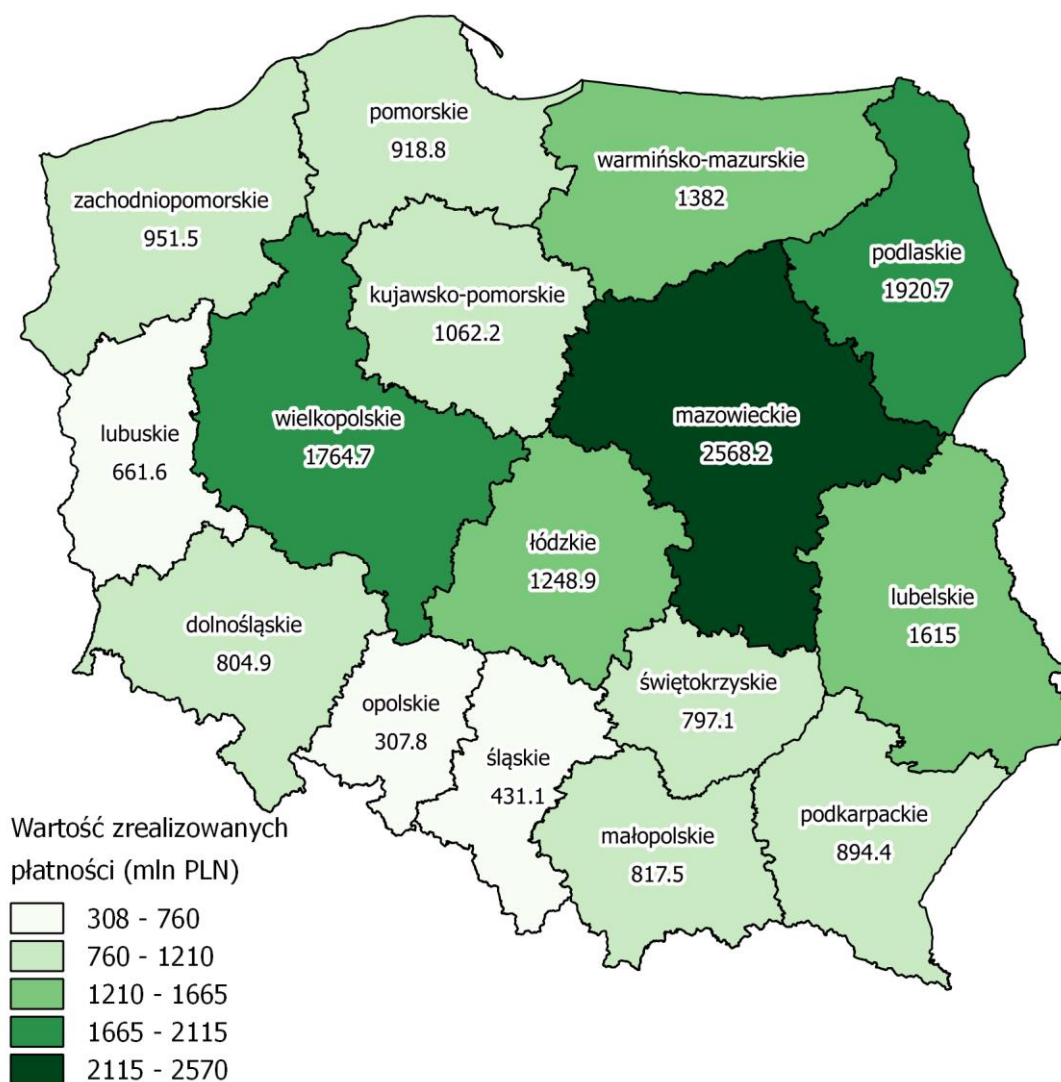 pomorskie
918.8
warmińsko-mazurskie
1382
zachodniopomorskie
951.5
podlaskie
1920.7
kujawsko-pomorskie
1062.2
wielkopolskie
1764.7
mazowieckie
2568.2
lubuskie
661.6
łódzkie
1248.9
lubelskie
1615
dolnośląskie
804.9
świętokrzyskie
797.1
opolskie
307.8
śląskie
431.1
małopolskie
817.5
podkarpackie
894.4
Wartość zrealizowanych
płatności (mln PLN)
308 - 760
760 - 1210
1210 - 1665
1665 - 2115
2115 - 2570